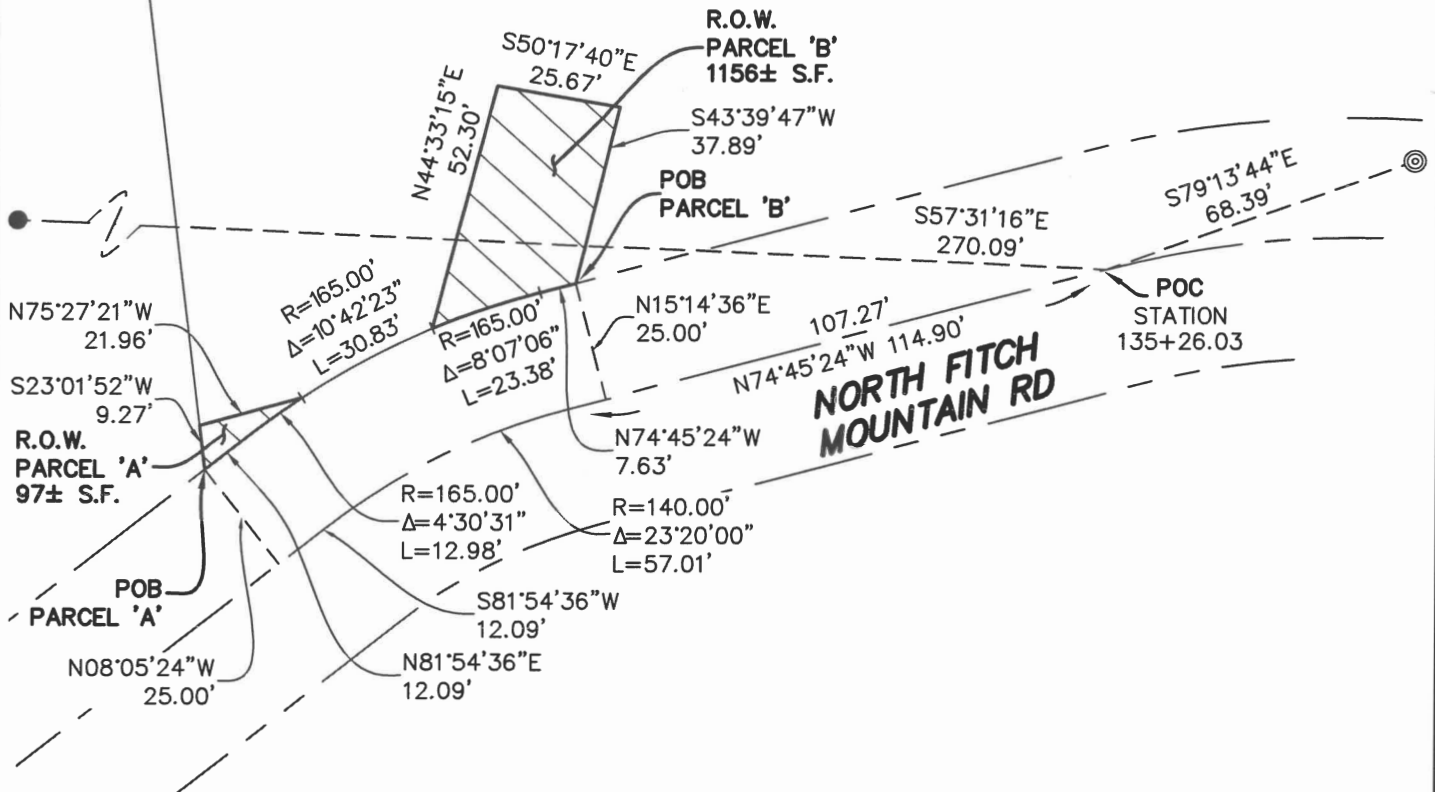 R.O.W.
PARCEL 'B'
1156± S.F.
S50°17'40"E
25.67'
N44°33'15"E
52.30'
S43°39'47"W
37.89'
POB
PARCEL 'B'
S79°13'44"E
68.39'
S57°31'16"E
270.09'
POC
STATION
135+26.03
N15°14'36"E
25.00'
107.27'
N74°45'24"W 114.90'
NORTH FITCH
MOUNTAIN RD
R=165.00'
Δ=10°42'23"
L=30.83'
R=165.00'
Δ=8°07'06"
L=23.38'
N75°27'21"W
21.96'
S23°01'52"W
9.27'
R.O.W.
PARCEL 'A'
97± S.F.
N74°45'24"W
7.63'
R=165.00'
Δ=4°30'31"
L=12.98'
R=140.00'
Δ=23°20'00"
L=57.01'
POB
PARCEL 'A'
S81°54'36"W
12.09'
N08°05'24"W
25.00'
N81°54'36"E
12.09'